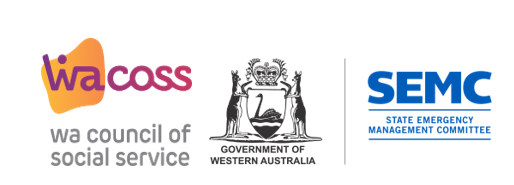 wacoss
wa council of
social service
GOVERNMENT OF
WESTERN AUSTRALIA
SEMC
STATE EMERGENCY
MANAGEMENT COMMITTEE